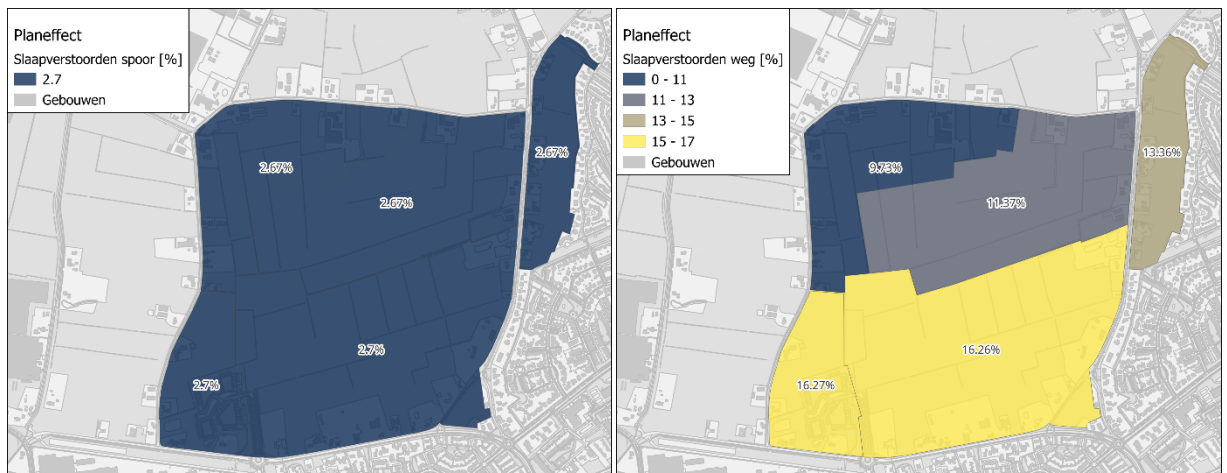 Planeffect
Slaapverstoorden spoor [%]
2.7
Gebouwen
2.67%
2.67%
2.67%
2.7%
2.7%
Planeffect
Slaapverstoorden weg [%]
0 - 11
11 - 13
13 - 15
15 - 17
Gebouwen
13.36%
9.73%
11.37%
16.26%
16.27%